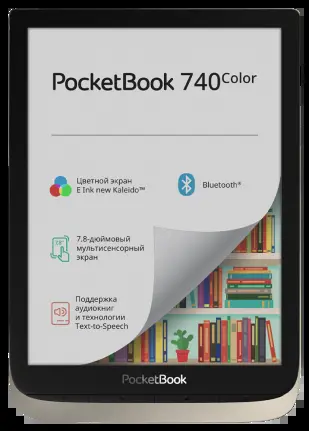 PocketBook 740 Color
Цветной экран
E Ink new Kaleido™
Bluetooth®
7.8-дюймовый
мультисенсорный
экран
Поддержка
аудиокниг
и технологии
Text-to-Speech
PocketBook